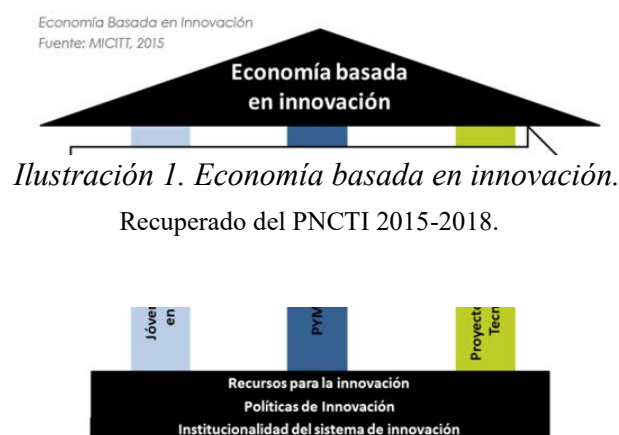 Economía Basada en Innovación
Fuente: MICITT, 2015
Economía basada
en innovación
Ilustración 1. Economía basada en innovación.
Recuperado del PNCTI 2015-2018.
en
Recursos para la innovación
Políticas de Innovación
Institucionalidad del sistema de innovación